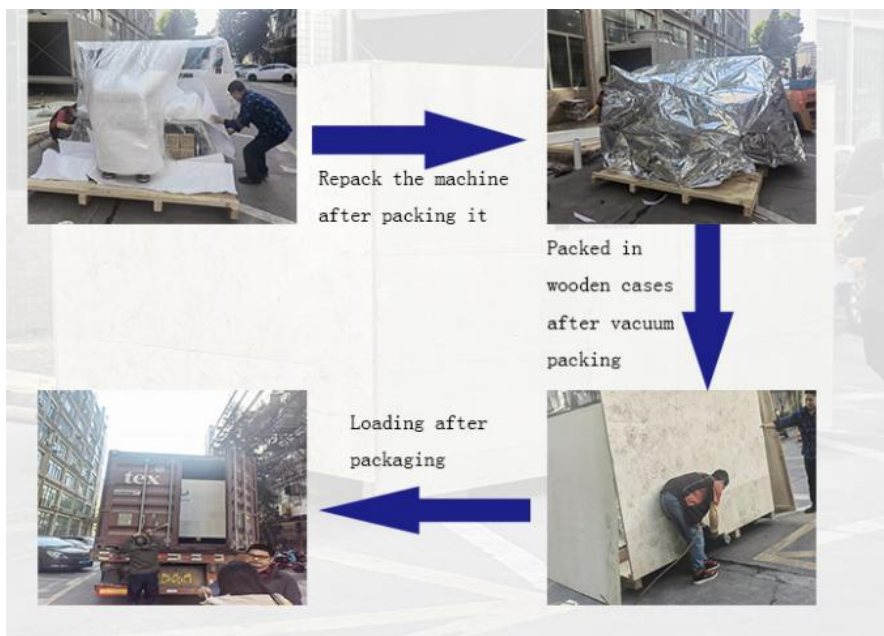 Repack the machine
after packing it
Packed in
wooden cases
after vacuum
packing
Loading after
packaging
tex